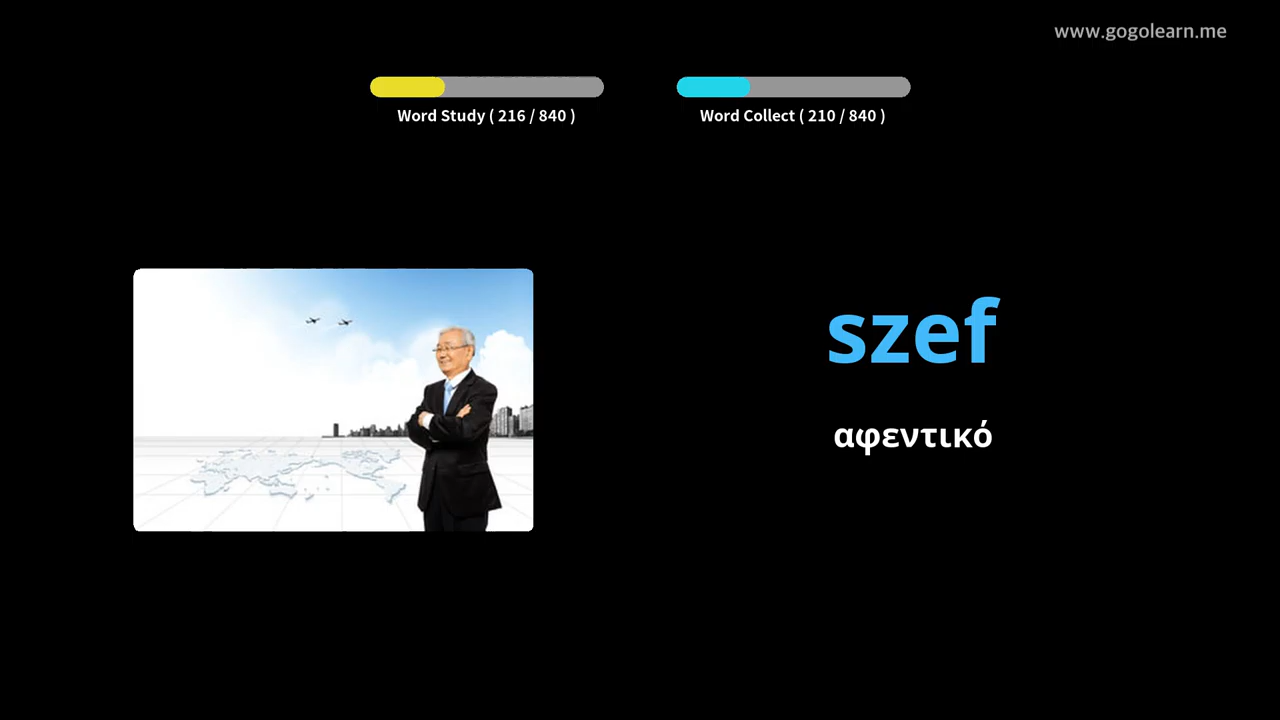 www.gogolearn.me
Word Study ( 216 / 840 )
Word Collect ( 210 / 840 )
szef
αφεντικό